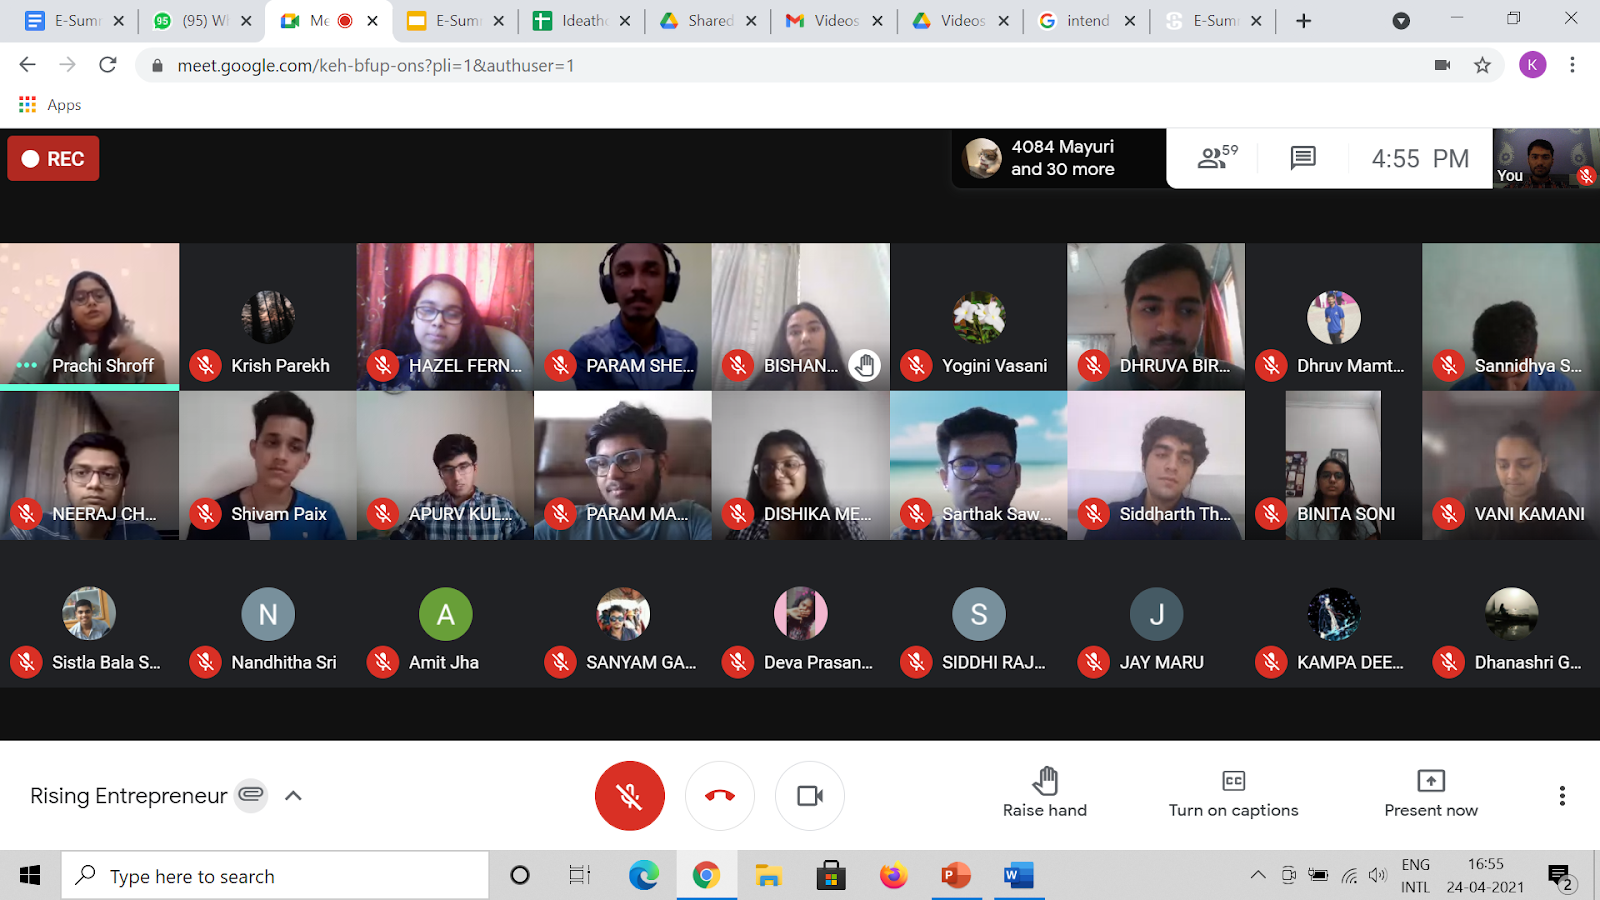 E-Sum
95 (95) W
Me
E-Sum
Ideath
Shared
Videos
Videos
intend
E-Sum
meet.google.com/keh-bfup-ons?pli=1&authuser=1
K
Apps
REC
4084 Mayuri
and 30 more
59
4:55 PM
You
Prachi Shroff
Krish Parekh
HAZEL FERN...
PARAM SHE...
BISHAN...
Yogini Vasani
DHRUVA BIR...
Dhruv Mamt...
Sannidhya S...
NEERAJ CH...
Shivam Paix
APURV KUL...
PARAM MA...
DISHIKA ME...
Sarthak Saw...
Siddharth Th...
BINITA SONI
VANI KAMANI
N
A
S
J
Sistla Bala S...
Nandhitha Sri
Amit Jha
SANYAM GA...
Deva Prasan...
SIDDHI RAJ...
JAY MARU
KAMPA DEE...
Dhanashri G...
Rising Entrepreneur
Raise hand
CC
Turn on captions
Present now
Type here to search
P
W
ENG
INTL
16:55
24-04-2021
2